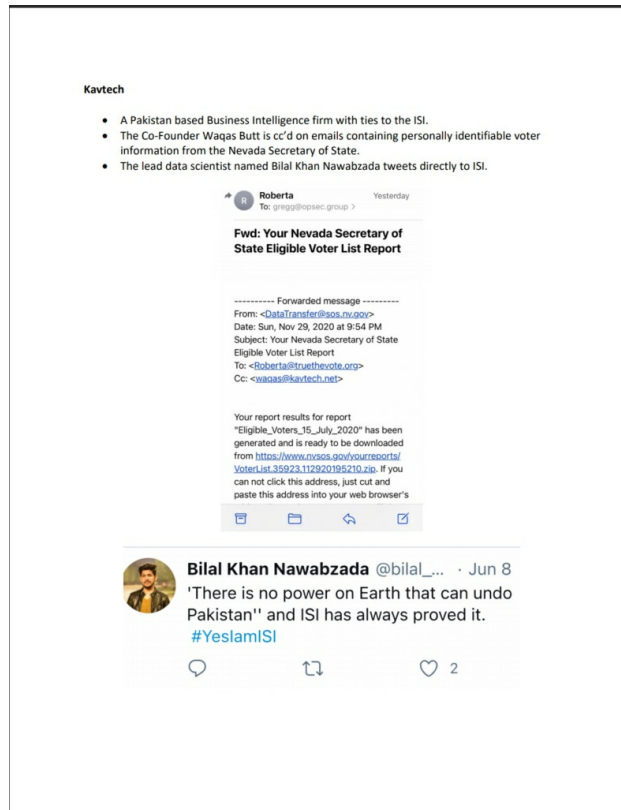 Kavtech
• A Pakistan based Business Intelligence firm with ties to the ISI.
• The Co-Founder Waqas Butt is cc'd on emails containing personally identifiable voter
information from the Nevada Secretary of State.
• The lead data scientist named Bilal Khan Nawabzada tweets directly to ISI.
R
Roberta Yesterday
To: gregg@opsec.group >
Fwd: Your Nevada Secretary of
State Eligible Voter List Report
---------- Forwarded message ---------
From: <DataTransfer@sos.nv.gov>
Date: Sun, Nov 29, 2020 at 9:54 PM
Subject: Your Nevada Secretary of State
Eligible Voter List Report
To: <Roberta@truethevote.org>
Cc: <waqas@kavtech.net>
Your report results for report
"Eligible_Voters_15_July_2020" has been
generated and is ready to be downloaded
from https://www.nvsos.gov/yourreports/
VoterList.35923.112920195210.zip. If you
can not click this address, just cut and
paste this address into your web browser's
Bilal Khan Nawabzada @bilal_... · Jun 8
'There is no power on Earth that can undo
Pakistan'' and ISI has always proved it.
#YesIamISI
2